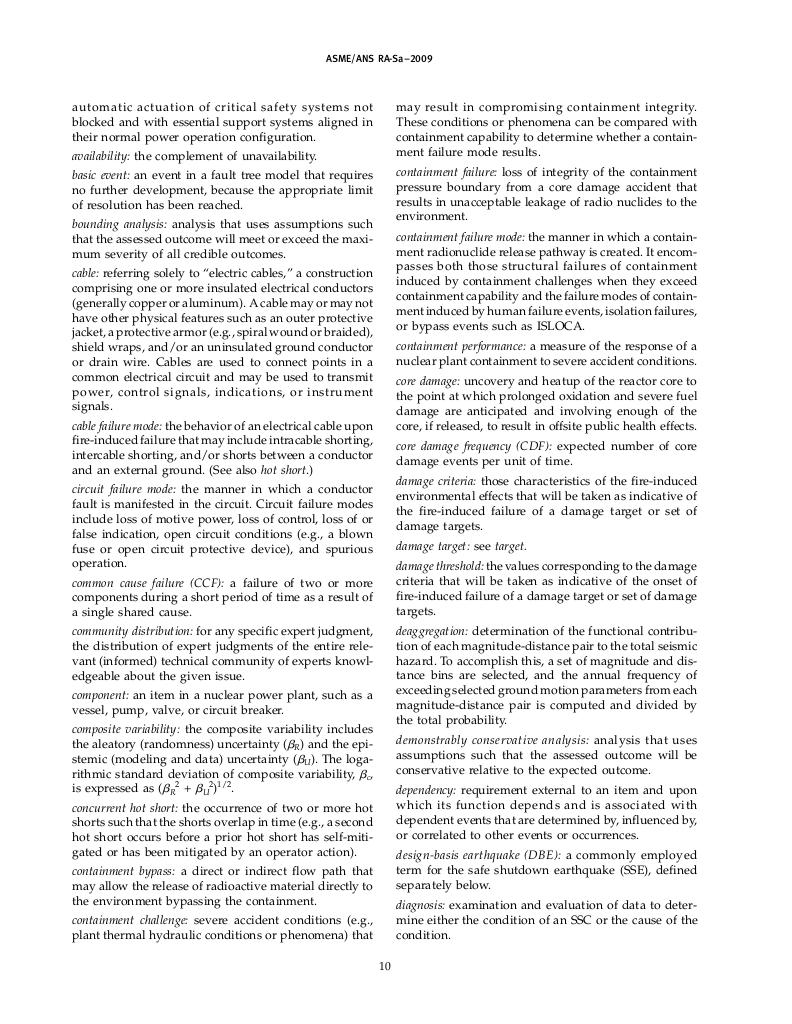 ASME/ANS RA-Sa–2009
automatic actuation of critical safety systems not
blocked and with essential support systems aligned in
their normal power operation configuration.
availability: the complement of unavailability.
basic event: an event in a fault tree model that requires
no further development, because the appropriate limit
of resolution has been reached.
bounding analysis: analysis that uses assumptions such
that the assessed outcome will meet or exceed the maxi-
mum severity of all credible outcomes.
cable: referring solely to “electric cables,” a construction
comprising one or more insulated electrical conductors
(generally copper or aluminum). A cable may or may not
have other physical features such as an outer protective
jacket, a protective armor (e.g., spiral wound or braided),
shield wraps, and/or an uninsulated ground conductor
or drain wire. Cables are used to connect points in a
common electrical circuit and may be used to transmit
power, control signals, indications, or instrument
signals.
cable failure mode: the behavior of an electrical cable upon
fire-induced failure that may include intracable shorting,
intercable shorting, and/or shorts between a conductor
and an external ground. (See also hot short.)
circuit failure mode: the manner in which a conductor
fault is manifested in the circuit. Circuit failure modes
include loss of motive power, loss of control, loss of or
false indication, open circuit conditions (e.g., a blown
fuse or open circuit protective device), and spurious
operation.
common cause failure (CCF): a failure of two or more
components during a short period of time as a result of
a single shared cause.
community distribution: for any specific expert judgment,
the distribution of expert judgments of the entire rele-
vant (informed) technical community of experts knowl-
edgeable about the given issue.
component: an item in a nuclear power plant, such as a
vessel, pump, valve, or circuit breaker.
composite variability: the composite variability includes
the aleatory (randomness) uncertainty (βR) and the epi-
stemic (modeling and data) uncertainty (βU). The loga-
rithmic standard deviation of composite variability, βc,
is expressed as (βR² + βU²)^1/2.
concurrent hot short: the occurrence of two or more hot
shorts such that the shorts overlap in time (e.g., a second
hot short occurs before a prior hot short has self-miti-
gated or has been mitigated by an operator action).
containment bypass: a direct or indirect flow path that
may allow the release of radioactive material directly to
the environment bypassing the containment.
containment challenge: severe accident conditions (e.g.,
plant thermal hydraulic conditions or phenomena) that
may result in compromising containment integrity.
These conditions or phenomena can be compared with
containment capability to determine whether a contain-
ment failure mode results.
containment failure: loss of integrity of the containment
pressure boundary from a core damage accident that
results in unacceptable leakage of radio nuclides to the
environment.
containment failure mode: the manner in which a contain-
ment radionuclide release pathway is created. It encom-
passes both those structural failures of containment
induced by containment challenges when they exceed
containment capability and the failure modes of contain-
ment induced by human failure events, isolation failures,
or bypass events such as ISLOCA.
containment performance: a measure of the response of a
nuclear plant containment to severe accident conditions.
core damage: uncovery and heatup of the reactor core to
the point at which prolonged oxidation and severe fuel
damage are anticipated and involving enough of the
core, if released, to result in offsite public health effects.
core damage frequency (CDF): expected number of core
damage events per unit of time.
damage criteria: those characteristics of the fire-induced
environmental effects that will be taken as indicative of
the fire-induced failure of a damage target or set of
damage targets.
damage target: see target.
damage threshold: the values corresponding to the damage
criteria that will be taken as indicative of the onset of
fire-induced failure of a damage target or set of damage
targets.
deaggregation: determination of the functional contribu-
tion of each magnitude-distance pair to the total seismic
hazard. To accomplish this, a set of magnitude and dis-
tance bins are selected, and the annual frequency of
exceeding selected ground motion parameters from each
magnitude-distance pair is computed and divided by
the total probability.
demonstrably conservative analysis: analysis that uses
assumptions such that the assessed outcome will be
conservative relative to the expected outcome.
dependency: requirement external to an item and upon
which its function depends and is associated with
dependent events that are determined by, influenced by,
or correlated to other events or occurrences.
design-basis earthquake (DBE): a commonly employed
term for the safe shutdown earthquake (SSE), defined
separately below.
diagnosis: examination and evaluation of data to deter-
mine either the condition of an SSC or the cause of the
condition.
10